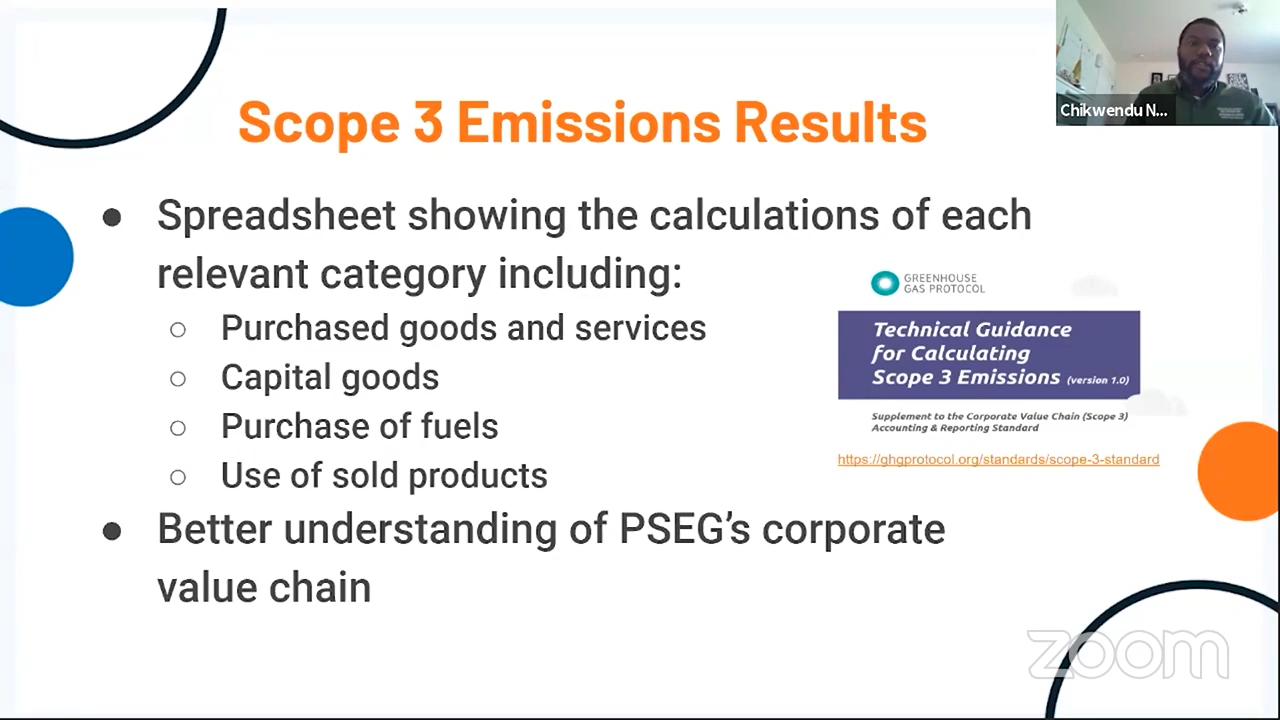 Scope 3 Emissions Results
Chikwendu N...
Spreadsheet showing the calculations of each
relevant category including:
Purchased goods and services
Capital goods
Purchase of fuels
Use of sold products
Better understanding of PSEG's corporate
value chain
GREENHOUSE
GAS PROTOCOL
Technical Guidance
for Calculating
Scope 3 Emissions (version 1.0)
Supplement to the Corporate Value Chain (Scope 3)
Accounting & Reporting Standard
https://ghgprotocol.org/standards/scope-3-standard
zoom